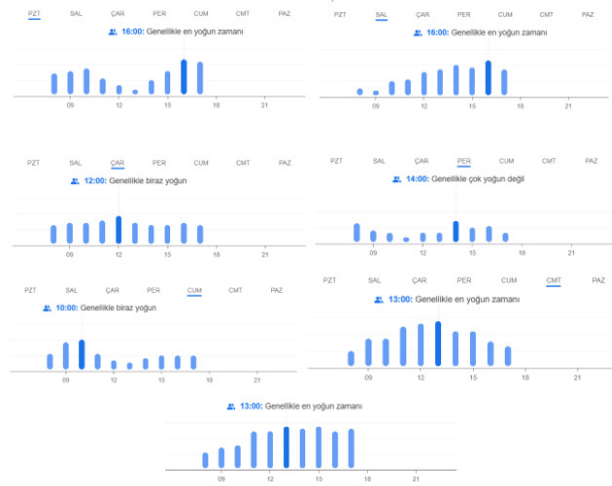 PZT SAL ÇAR PER CUM CMT PAZ
16:00: Genellikle en yoğun zamanı
09 12 15 18 21
PZT SAL ÇAR PER CUM CMT PAZ
16:00: Genellikle en yoğun zamanı
09 12 15 18 21
PZT SAL ÇAR PER CUM CMT PAZ
12:00: Genellikle biraz yoğun
09 12 15 18 21
PZT SAL ÇAR PER CUM CMT PAZ
14:00: Genellikle çok yoğun değil
09 12 15 18 21
PZT SAL ÇAR PER CUM CMT PAZ
10:00: Genellikle biraz yoğun
09 12 15 18 21
PZT SAL ÇAR PER CUM CMT PAZ
13:00: Genellikle en yoğun zamanı
09 12 15 18 21
13:00: Genellikle en yoğun zamanı
09 12 15 18 21